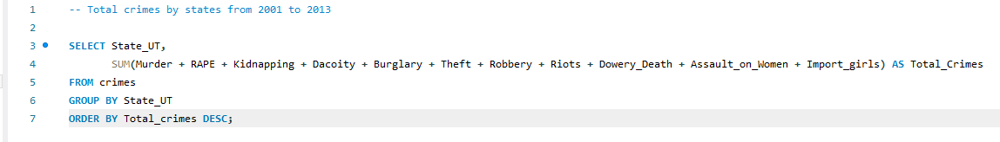 1 -- Total crimes by states from 2001 to 2013
2
3 SELECT State_UT,
4 SUM(Murder + RAPE + Kidnapping + Dacoity + Burglary + Theft + Robbery + Riots + Dowery_Death + Assault_on_Women + Import_girls) AS Total_Crimes
5 FROM crimes
6 GROUP BY State_UT
7 ORDER BY Total_crimes DESC;